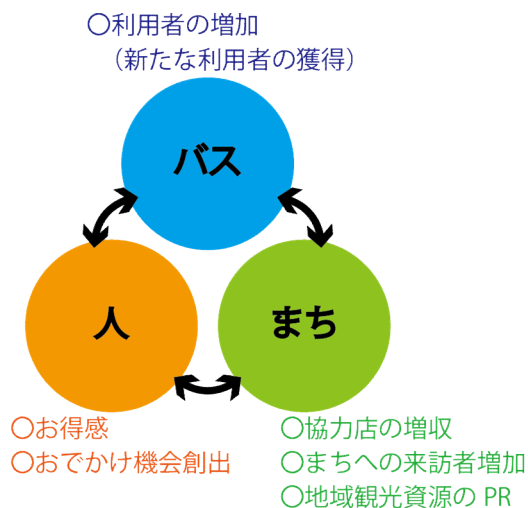 ○利用者の増加
（新たな利用者の獲得）
バス
人
まち
○お得感
○おでかけ機会創出
○協力店の増収
○まちへの来訪者増加
○地域観光資源の PR